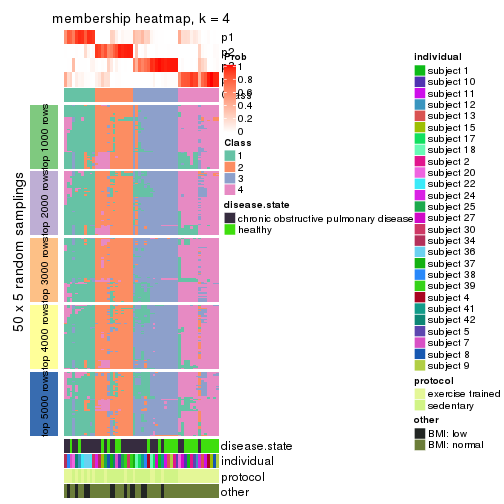 membership heatmap, k = 4
p1
p2
Prob
1
0.8
0.6
0.4
0.2
0
Class
1
2
3
4
disease.state
chronic obstructive pulmonary disease
healthy
50 x 5 random samplings
top 1000 rows
top 2000 rows
top 3000 rows
top 4000 rows
top 5000 rows
disease.state
individual
protocol
other
individual
subject 1
subject 10
subject 11
subject 12
subject 13
subject 15
subject 17
subject 18
subject 2
subject 20
subject 22
subject 24
subject 25
subject 27
subject 30
subject 34
subject 36
subject 37
subject 38
subject 39
subject 4
subject 41
subject 42
subject 5
subject 7
subject 8
subject 9
protocol
exercise trained
sedentary
other
BMI: low
BMI: normal